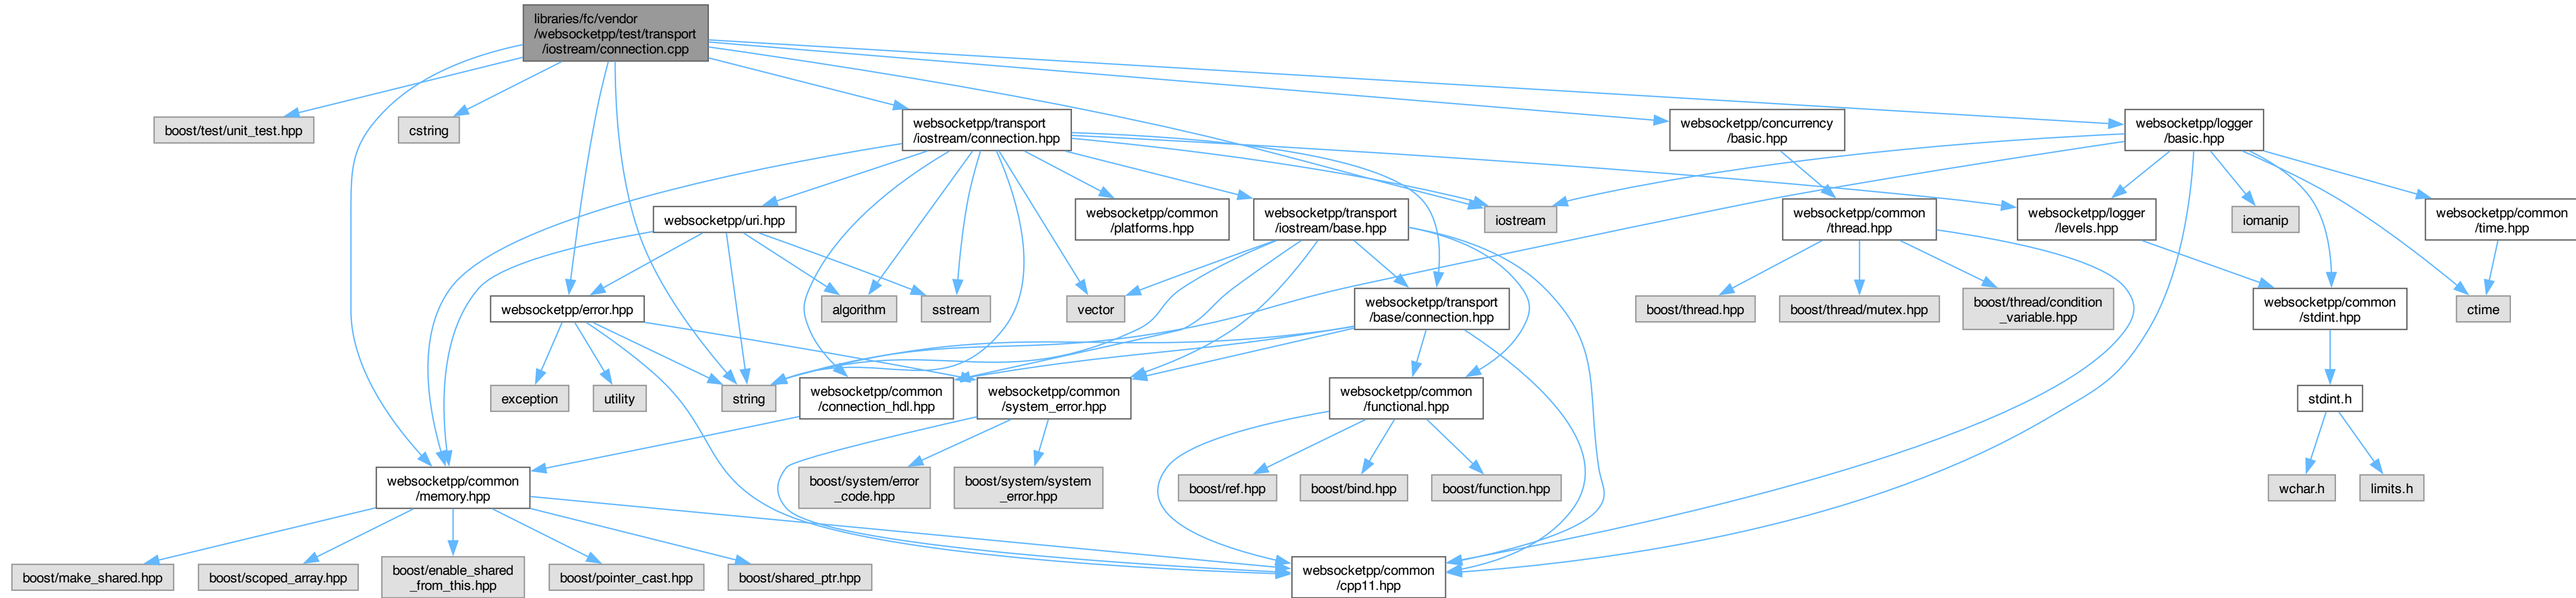 libraries/fc/vendor
/websocketpp/test/transport
/iostream/connection.cpp
boost/test/unit_test.hpp
cstring
websocketpp/transport
/iostream/connection.hpp
websocketpp/concurrency
/basic.hpp
websocketpp/logger
/basic.hpp
websocketpp/uri.hpp
websocketpp/common
/platforms.hpp
websocketpp/transport
/iostream/base.hpp
iostream
websocketpp/common
/thread.hpp
websocketpp/logger
/levels.hpp
iomanip
websocketpp/common
/time.hpp
websocketpp/error.hpp
algorithm
sstream
vector
websocketpp/transport
/base/connection.hpp
boost/thread.hpp
boost/thread/mutex.hpp
boost/thread/condition
_variable.hpp
websocketpp/common
/stdint.hpp
ctime
exception
utility
string
websocketpp/common
/connection_hdl.hpp
websocketpp/common
/system_error.hpp
websocketpp/common
/functional.hpp
stdint.h
websocketpp/common
/memory.hpp
boost/system/error
_code.hpp
boost/system/system
_error.hpp
boost/ref.hpp
boost/bind.hpp
boost/function.hpp
wchar.h
limits.h
boost/make_shared.hpp
boost/scoped_array.hpp
boost/enable_shared
_from_this.hpp
boost/pointer_cast.hpp
boost/shared_ptr.hpp
websocketpp/common
/cpp11.hpp